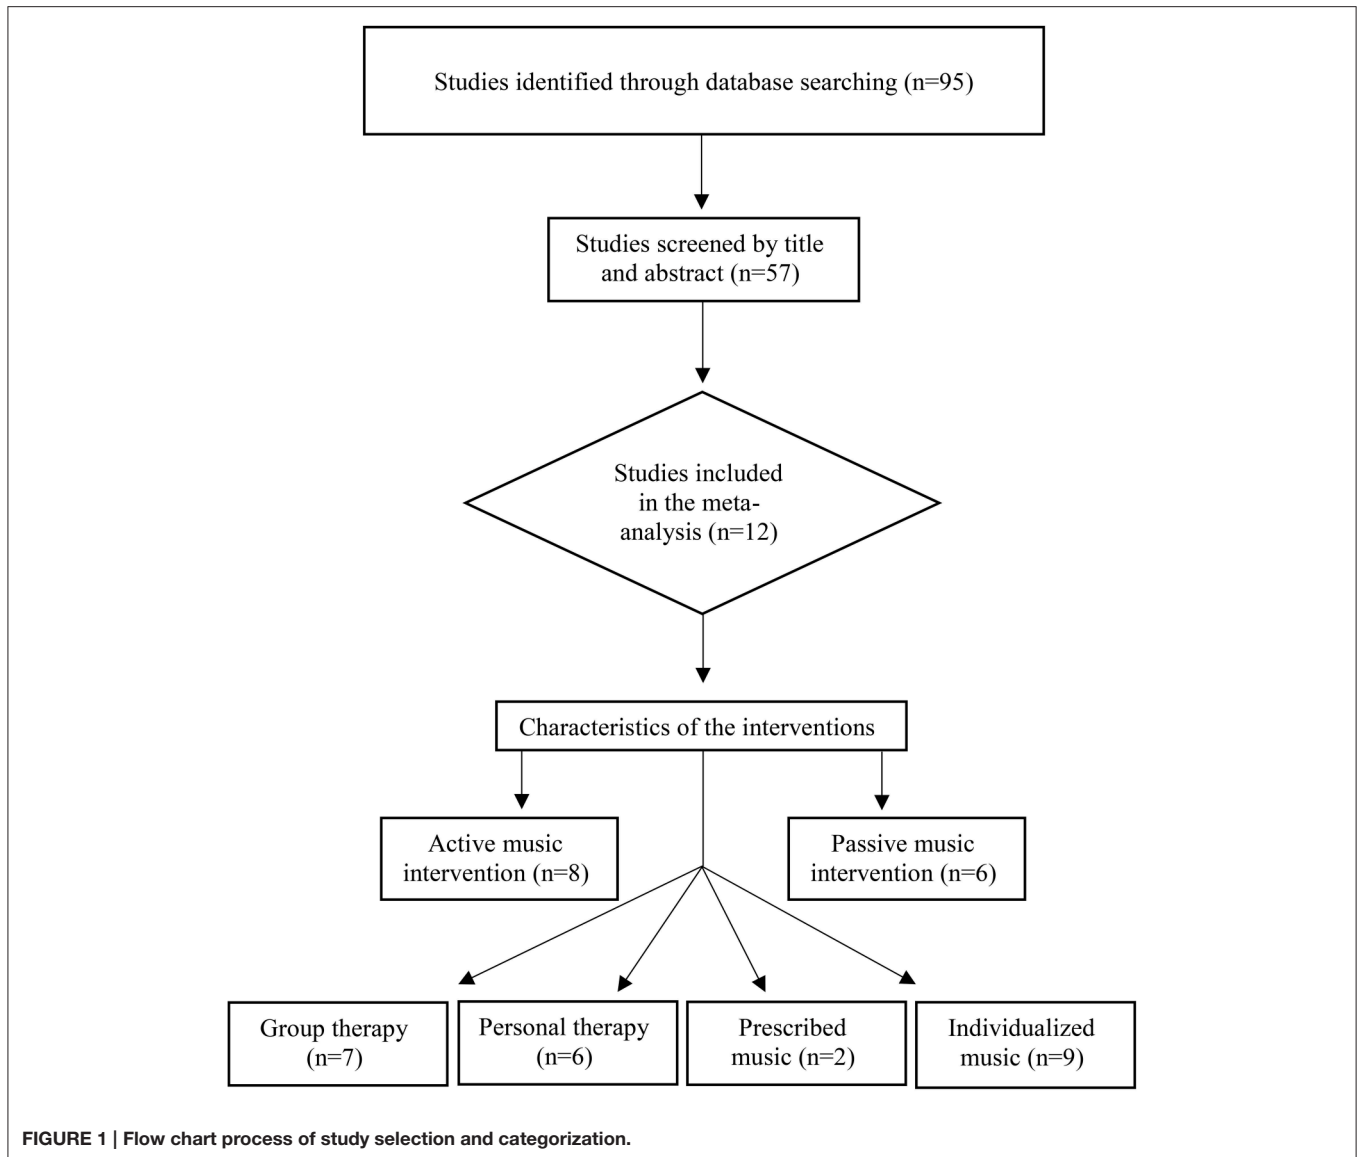 Studies identified through database searching (n=95)
Studies screened by title
and abstract (n=57)
Studies included
in the meta-
analysis (n=12)
Characteristics of the interventions
Active music
intervention (n=8)
Passive music
intervention (n=6)
Group therapy
(n=7)
Personal therapy
(n=6)
Prescribed
music (n=2)
Individualized
music (n=9)
FIGURE 1 | Flow chart process of study selection and categorization.